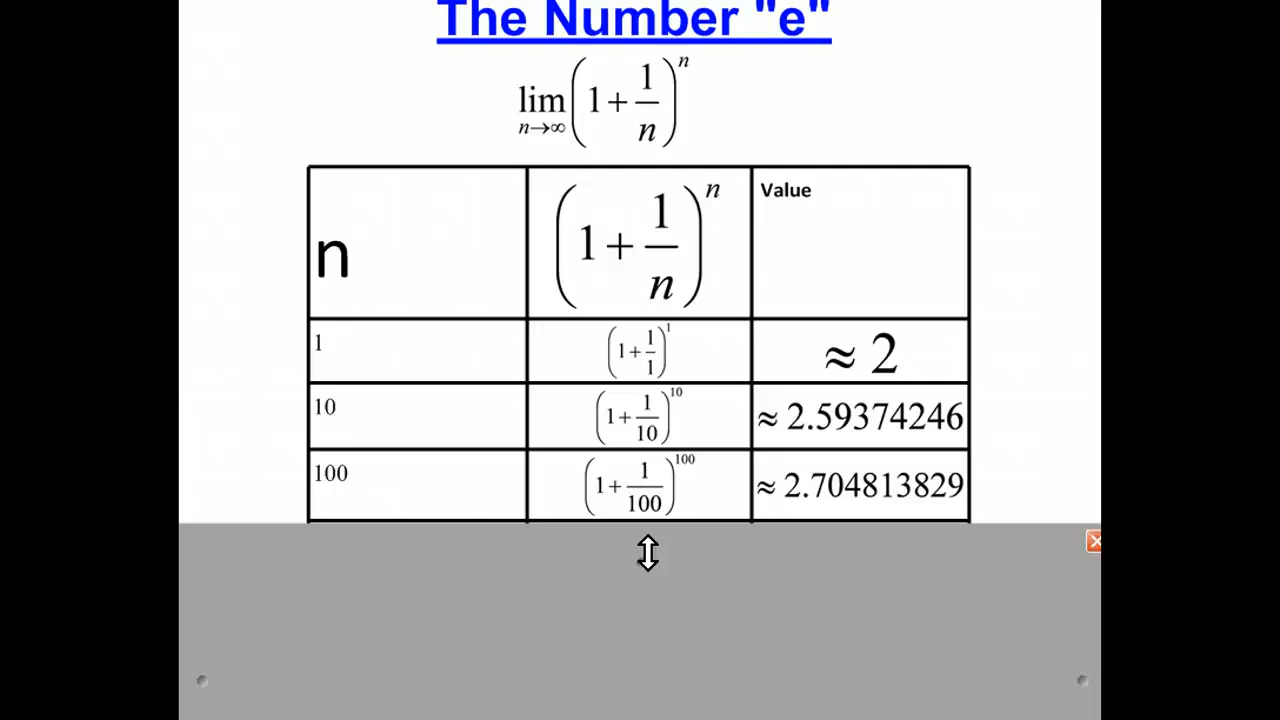 The Number "e"
lim n→∞ (1 + 1/n)^n
n (1 + 1/n)^n Value
1 (1 + 1/1)^1 ≈ 2
10 (1 + 1/10)^10 ≈ 2.59374246
100 (1 + 1/100)^100 ≈ 2.704813829